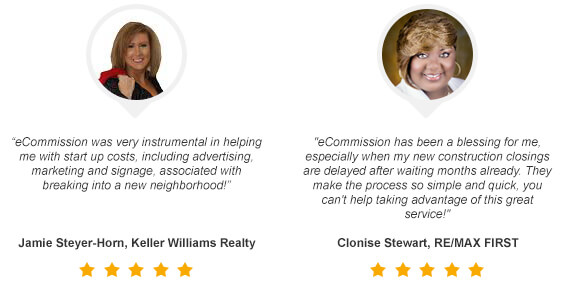 “eCommission was very instrumental in helping
me with start up costs, including advertising,
marketing and signage, associated with
breaking into a new neighborhood!”
Jamie Steyer-Horn, Keller Williams Realty
"eCommission has been a blessing for me,
especially when my new construction closings
are delayed after waiting months already. They
make the process so simple and quick, you
can't help taking advantage of this great
service!"
Clonise Stewart, RE/MAX FIRST